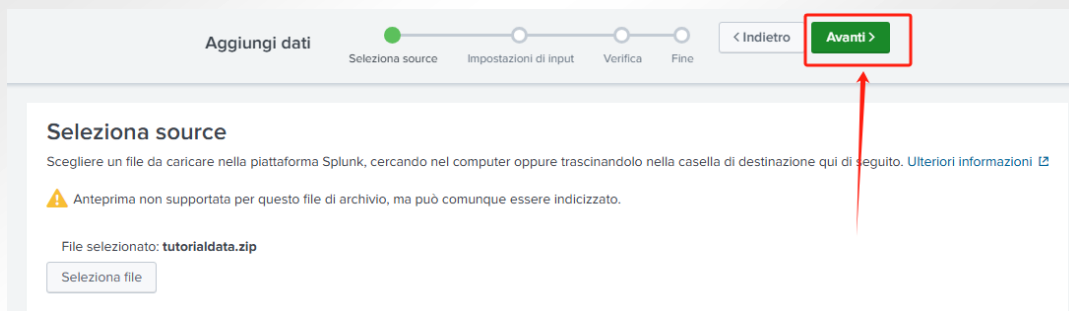 Aggiungi dati
Seleziona source
Impostazioni di input
Verifica
Fine
< Indietro
Avanti >
Seleziona source
Scegliere un file da caricare nella piattaforma Splunk, cercando nel computer oppure trascinandolo nella casella di destinazione qui di seguito. Ulteriori informazioni
Anteprima non supportata per questo file di archivio, ma può comunque essere indicizzato.
File selezionato: tutorialdata.zip
Seleziona file